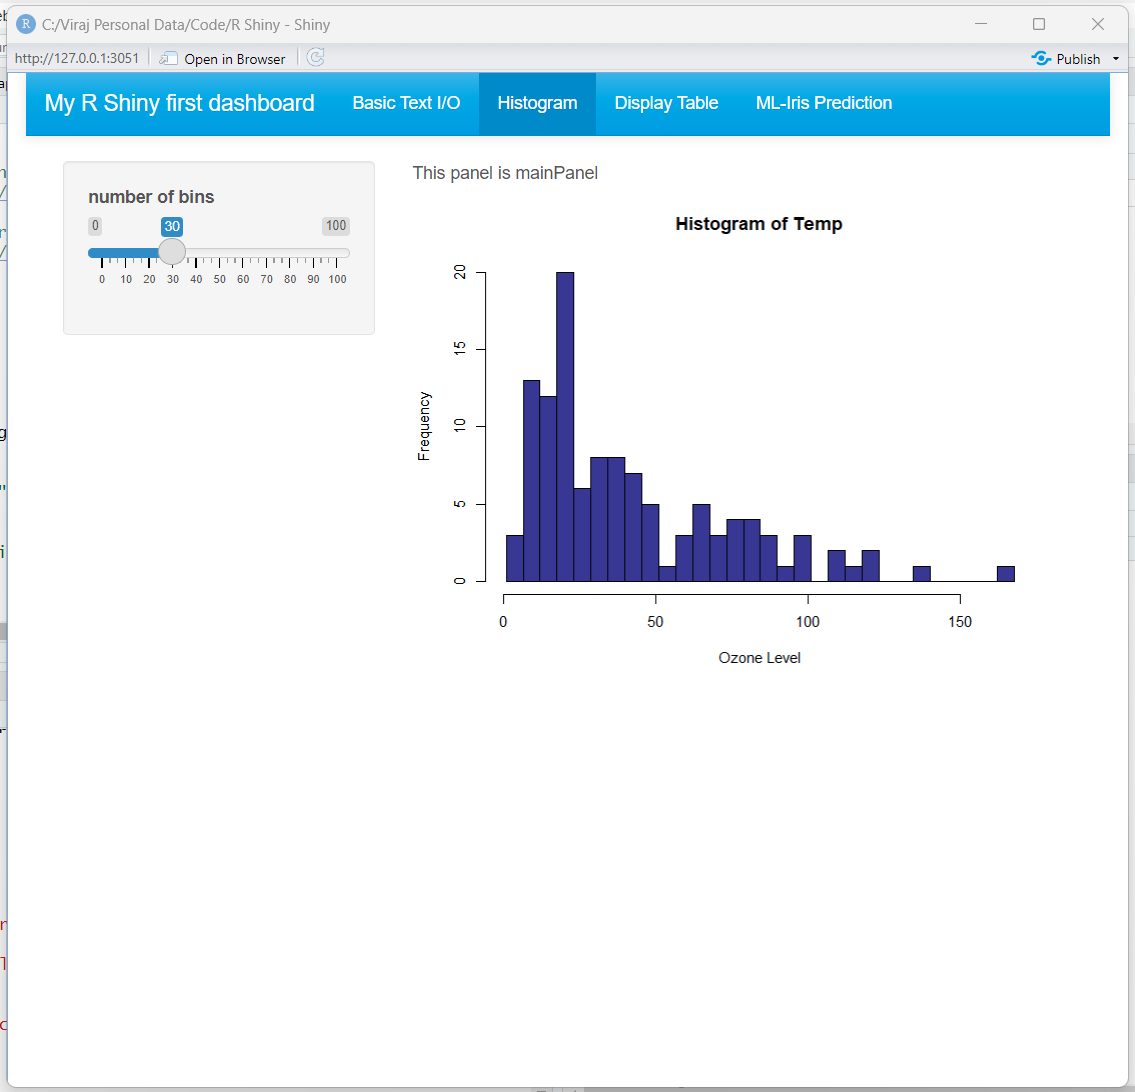 C:/Viraj Personal Data/Code/R Shiny - Shiny
http://127.0.0.1:3051 Open in Browser Publish
My R Shiny first dashboard Basic Text I/O Histogram Display Table ML-Iris Prediction
number of bins
0 30 100
0 10 20 30 40 50 60 70 80 90 100
This panel is mainPanel
Histogram of Temp
Frequency
20
15
10
5
0
0 50 100 150
Ozone Level